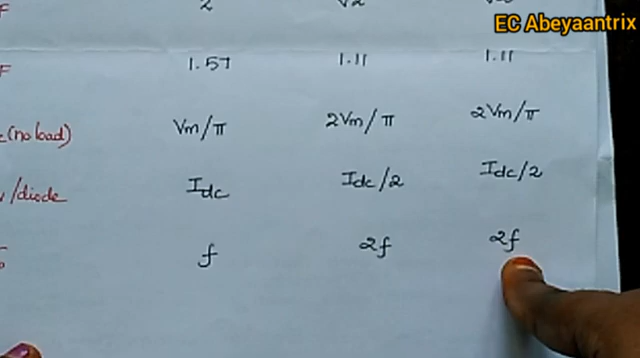 EC Abeyaantrix
F 2 √2
F 1.57 1.11 1.11
(no load) Vm/π 2Vm/π 2Vm/π
/diode Idc Idc/2 Idc/2
f 2f 2f